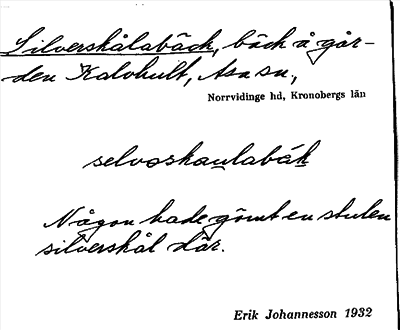 Silverskålabäck, bäck å går-
den Kalvhult, Asa sn,
Norrvidinge hd, Kronobergs län
selvǝrskaulabäk
Någon hade gömt en stulen
silverskål där.
Erik Johannesson 1932